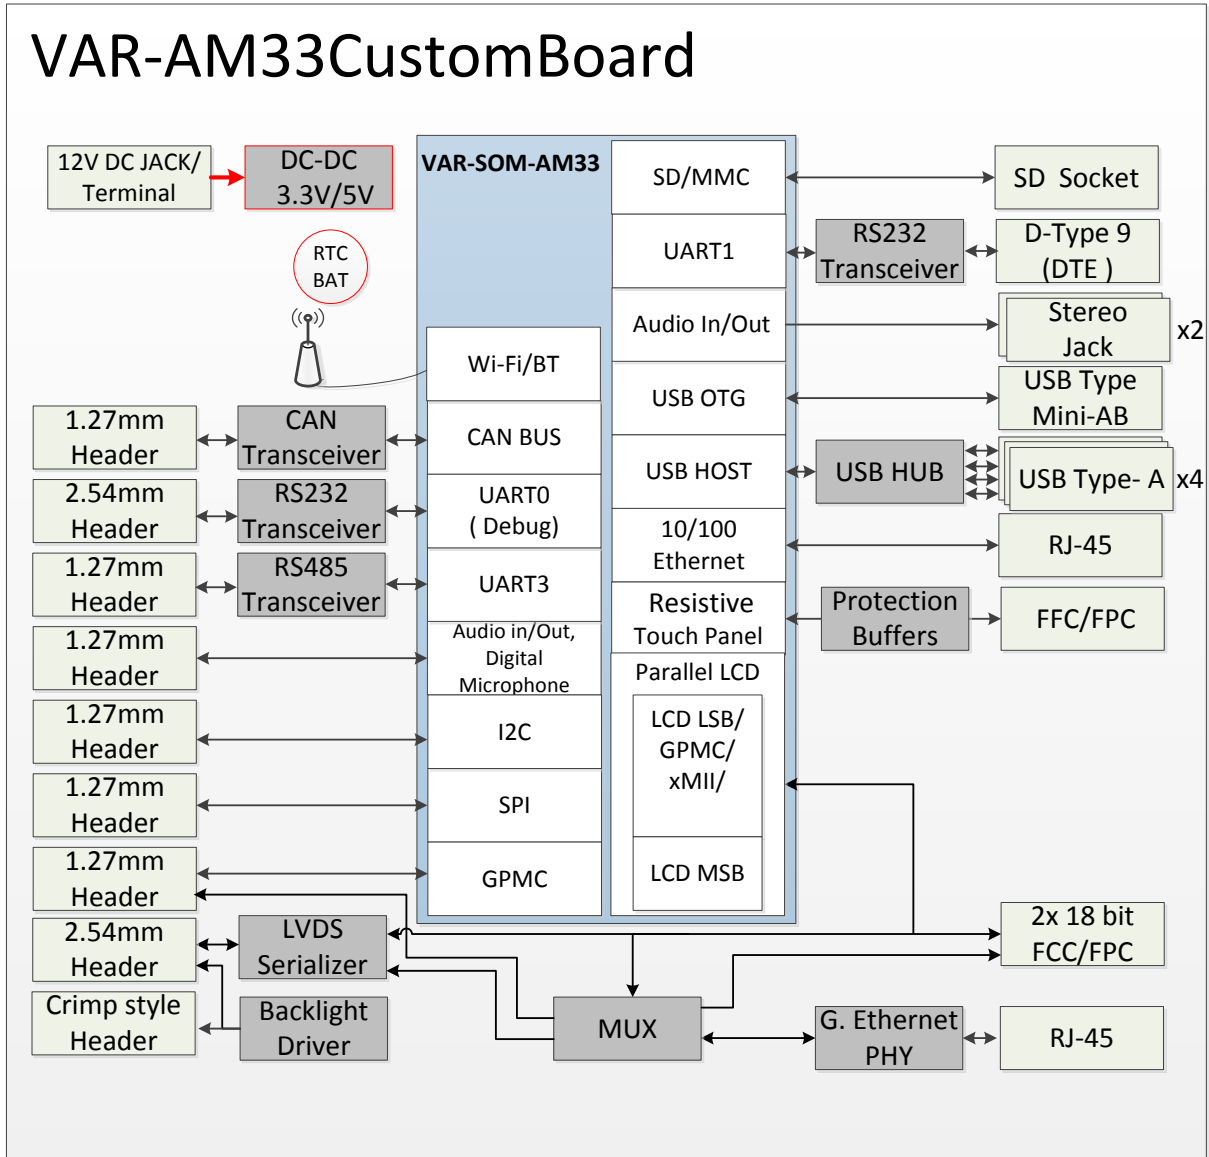 VAR-AM33CustomBoard
12V DC JACK/
Terminal
DC-DC
3.3V/5V
RTC
BAT
VAR-SOM-AM33
Wi-Fi/BT
1.27mm
Header
CAN
Transceiver
CAN BUS
2.54mm
Header
RS232
Transceiver
UART0
( Debug)
1.27mm
Header
RS485
Transceiver
UART3
1.27mm
Header
Audio in/Out,
Digital
Microphone
1.27mm
Header
I2C
1.27mm
Header
SPI
1.27mm
Header
GPMC
2.54mm
Header
LVDS
Serializer
Crimp style
Header
Backlight
Driver
SD/MMC
SD Socket
UART1
RS232
Transceiver
D-Type 9
(DTE )
Audio In/Out
Stereo
Jack
x2
USB OTG
USB Type
Mini-AB
USB HOST
USB HUB
USB Type- A
x4
10/100
Ethernet
RJ-45
Resistive
Touch Panel
Protection
Buffers
FFC/FPC
Parallel LCD
LCD LSB/
GPMC/
xMII/
LCD MSB
2x 18 bit
FCC/FPC
MUX
G. Ethernet
PHY
RJ-45